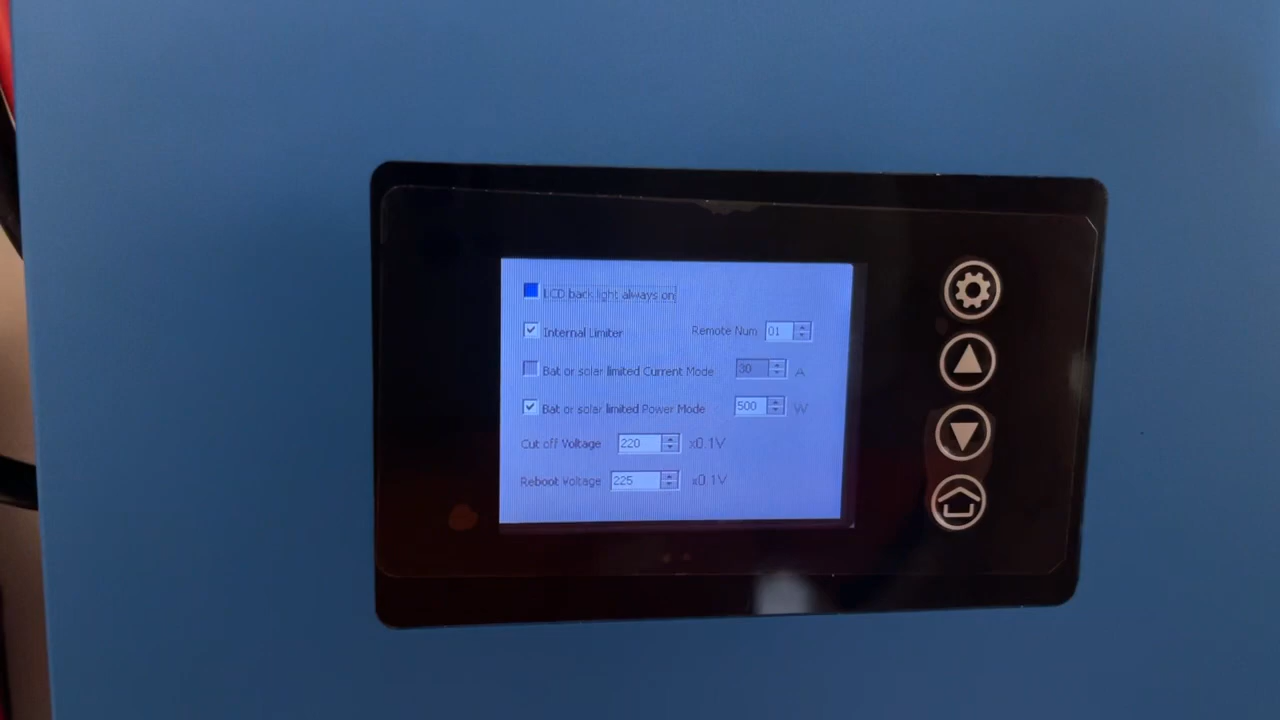 LCD back light always on
Internal Limiter Remote Num 01
Bat or solar limited Current Mode 30 A
Bat or solar limited Power Mode 500 W
Cut off Voltage 220 x0.1V
Reboot Voltage 225 x0.1V